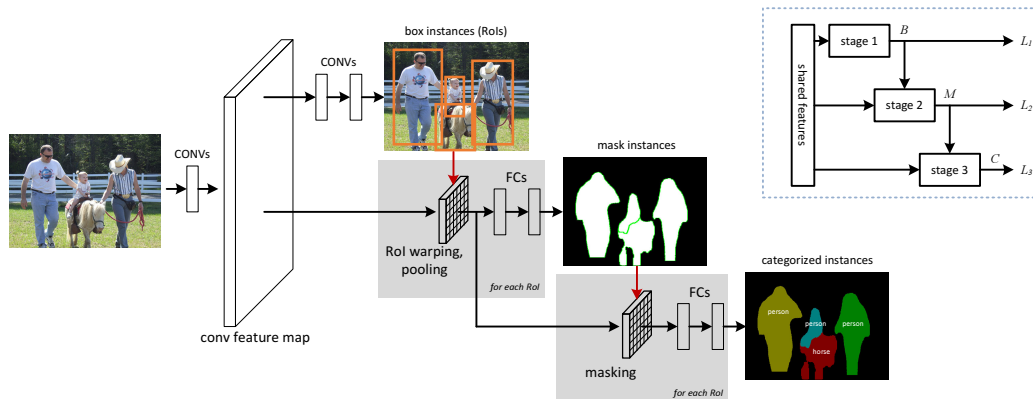 box instances (RoIs)
CONVs
CONVs
conv feature map
RoI warping,
pooling
FCs
for each RoI
mask instances
masking
FCs
for each RoI
categorized instances
person
person
person
horse
shared features
stage 1
B
L1
stage 2
M
L2
stage 3
C
L3